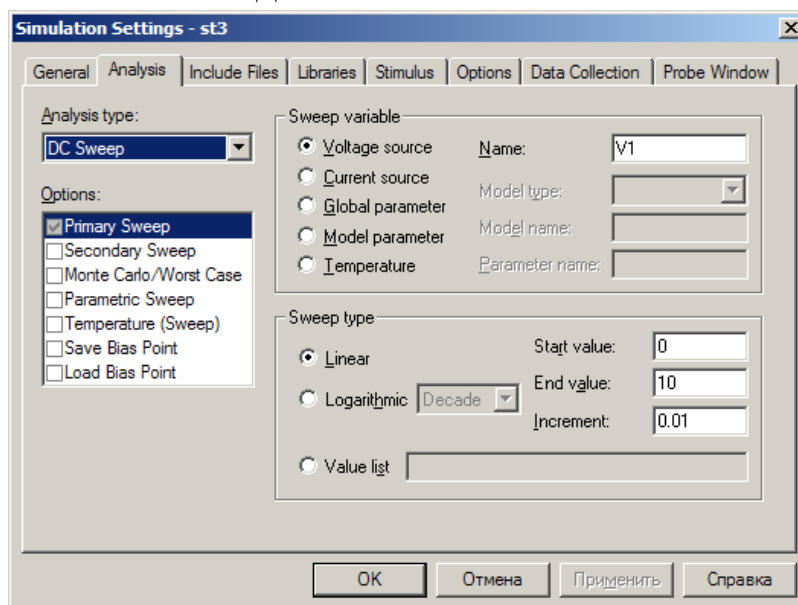 Simulation Settings - st3
General Analysis Include Files Libraries Stimulus Options Data Collection Probe Window
Analysis type:
DC Sweep
Options:
Primary Sweep
Secondary Sweep
Monte Carlo/Worst Case
Parametric Sweep
Temperature (Sweep)
Save Bias Point
Load Bias Point
Sweep variable
Voltage source
Current source
Global parameter
Model parameter
Temperature
Name: V1
Model type:
Model name:
Parameter name:
Sweep type
Linear
Logarithmic Decade
Value list
Start value: 0
End value: 10
Increment: 0.01
OK Отмена Применить Справка